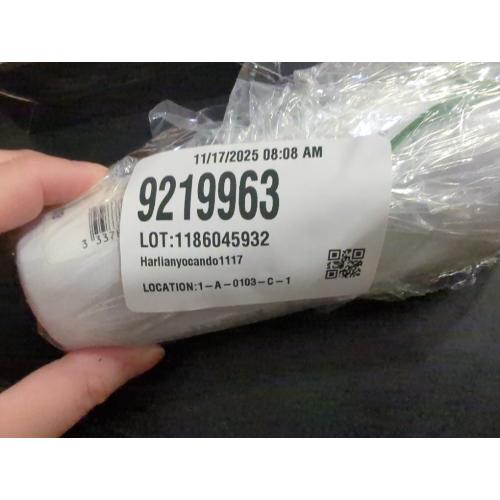 11/17/2025 08:08 AM
9219963
LOT:1186045932
Harlianyocando1117
LOCATION:1-A-0103-C-1